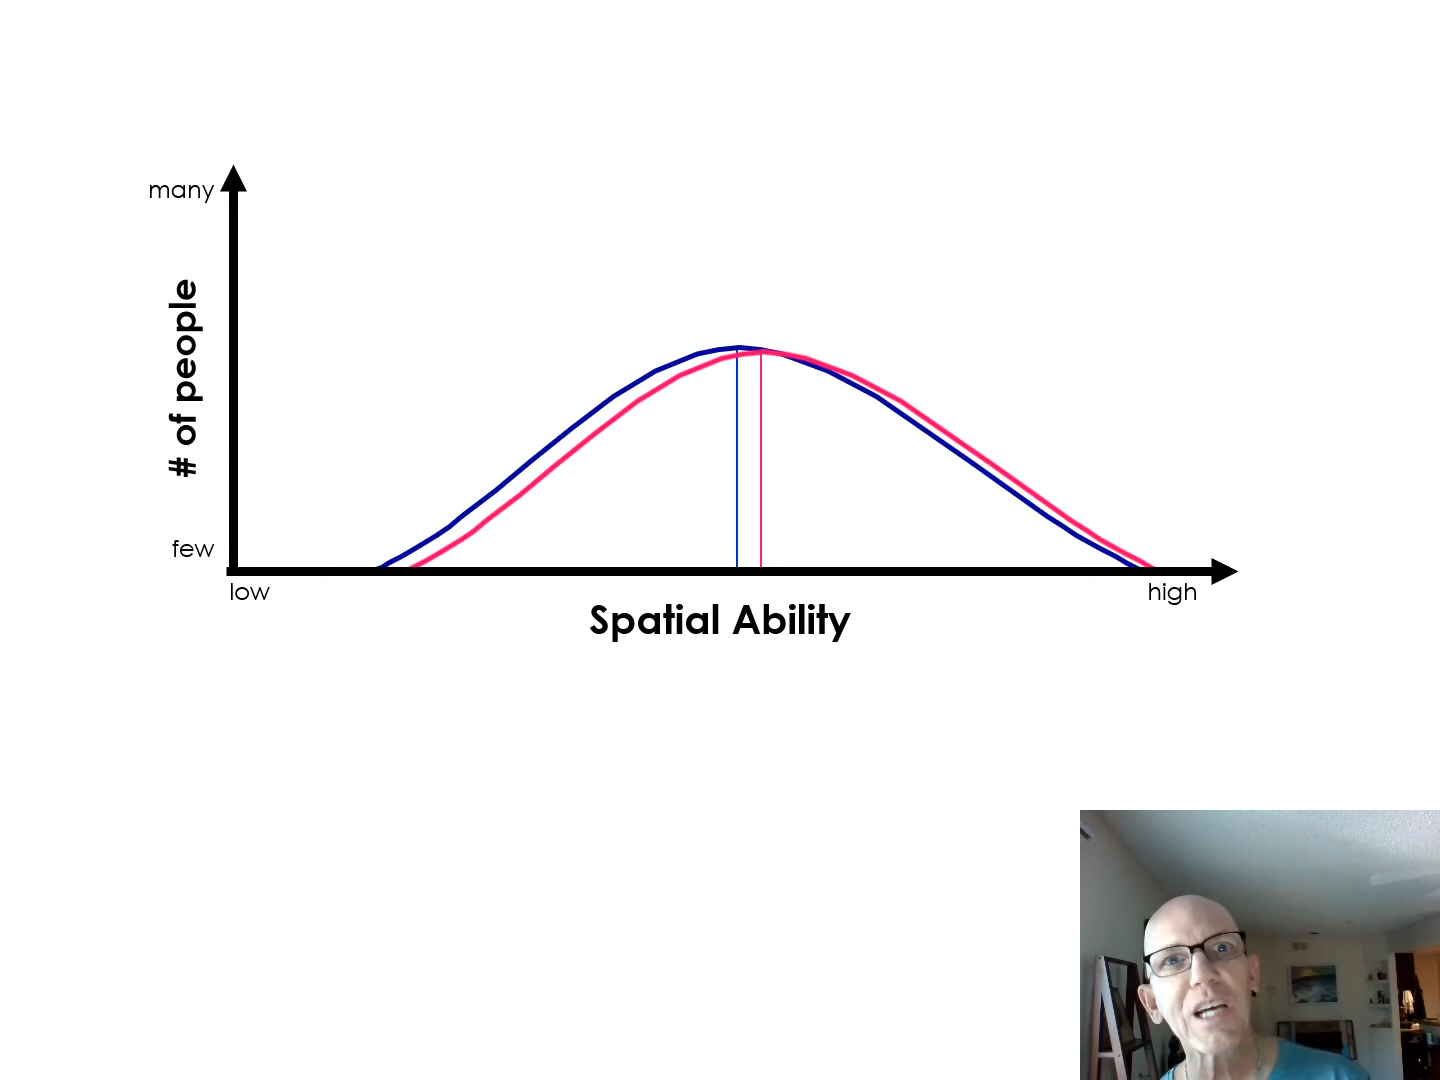 many
# of people
few
low
high
Spatial Ability